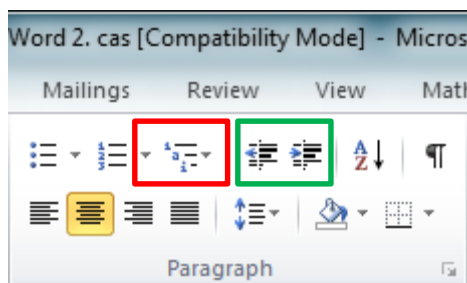 Word 2. cas [Compatibility Mode] - Micros
Mailings Review View Math
Paragraph